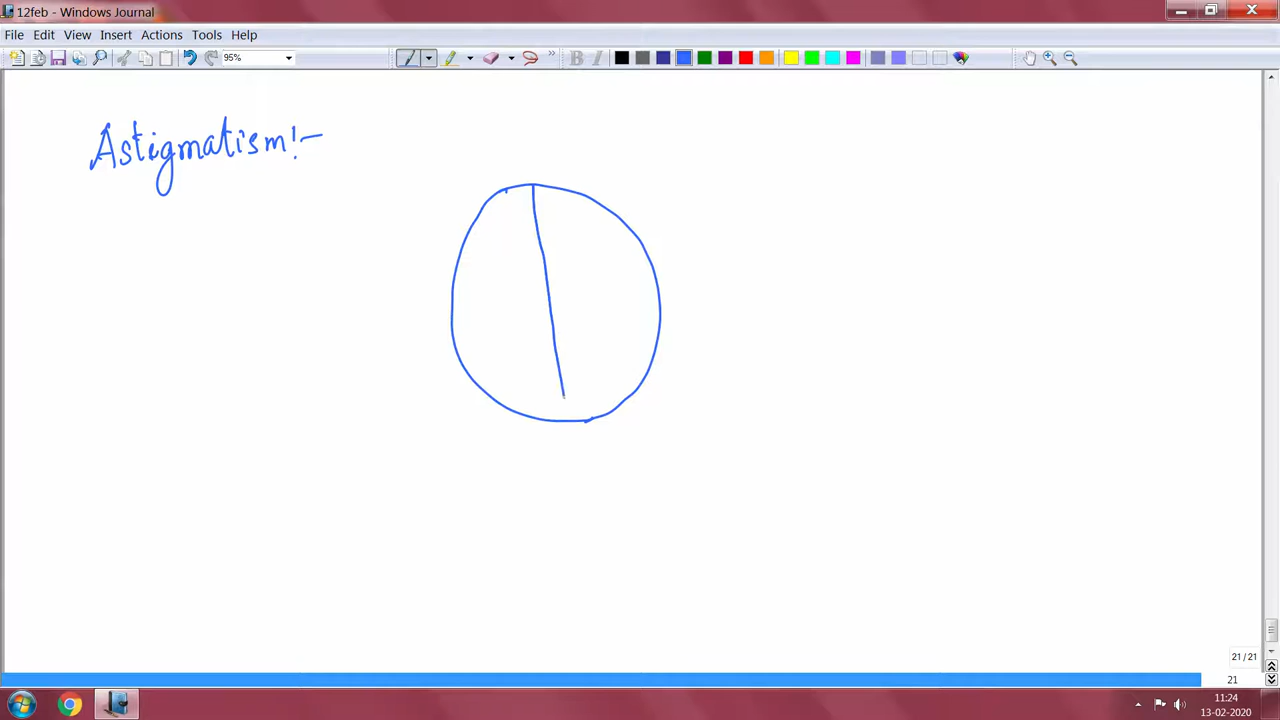 12feb - Windows Journal
File Edit View Insert Actions Tools Help
95%
B I
Astigmatism:-
21 / 21
21
11:24
13-02-2020